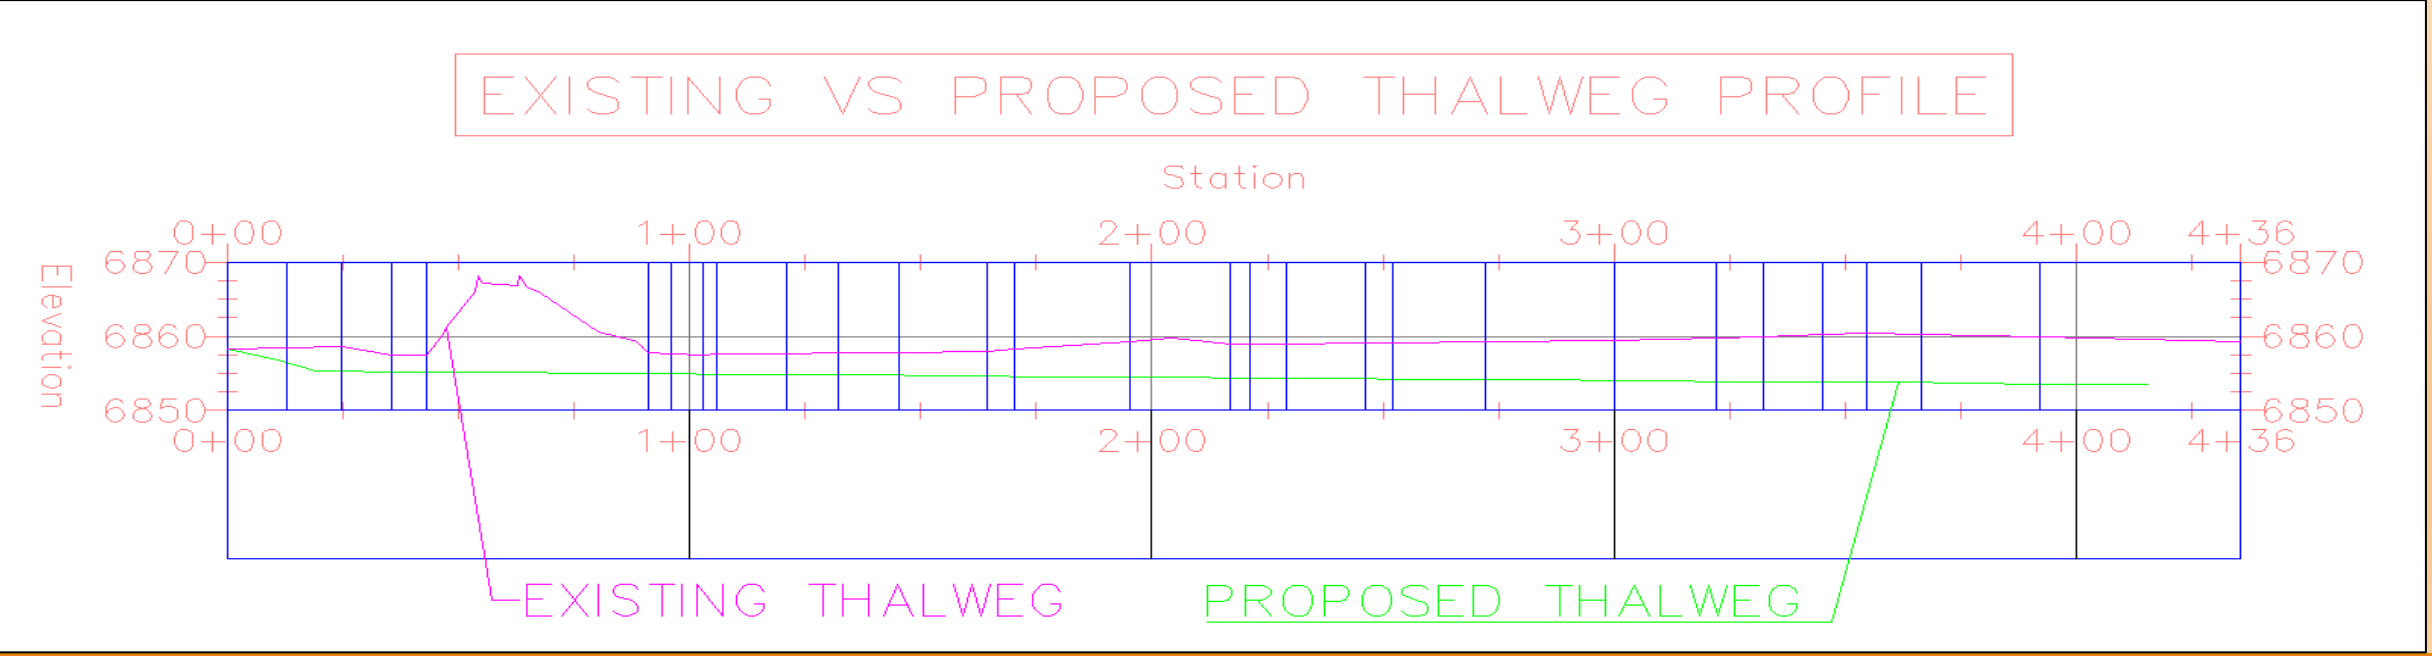 EXISTING VS PROPOSED THALWEG PROFILE
Station
0+00 1+00 2+00 3+00 4+00 4+36
6870 6870
Elevation
6860 6860
6850 6850
0+00 1+00 2+00 3+00 4+00 4+36
EXISTING THALWEG PROPOSED THALWEG